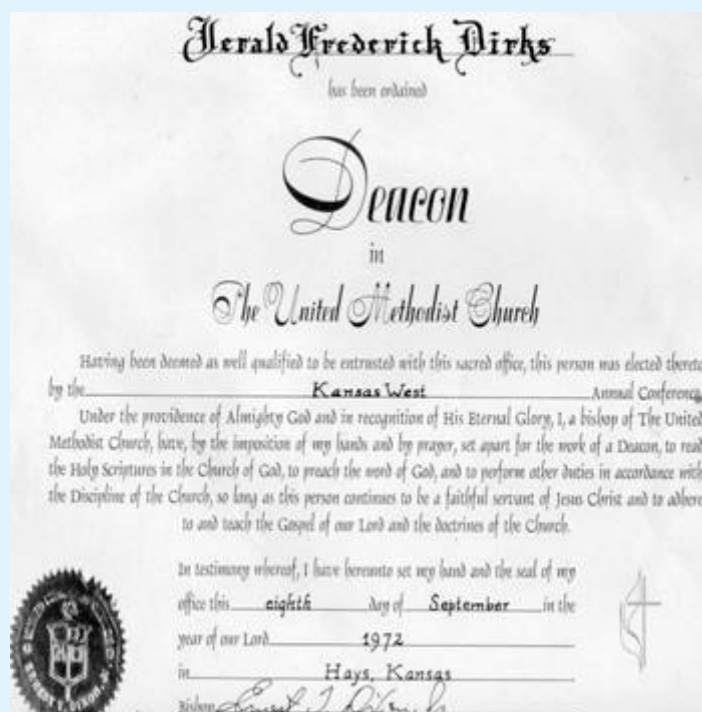 Jerald Frederick Dirks
has been ordained
Deacon
in
The United Methodist Church
Having been deemed as well qualified to be entrusted with this sacred office, this person was elected thereto
by the Kansas West Annual Conference.
Under the providence of Almighty God and in recognition of His Eternal Glory, I, a bishop of The United
Methodist Church, have, by the imposition of my hands and by prayer, set apart for the work of a Deacon, to read
the Holy Scriptures in the Church of God, to preach the word of God, and to perform other duties in accordance with
the Discipline of the Church, so long as this person continues to be a faithful servant of Jesus Christ and to adhere
to and teach the Gospel of our Lord and the doctrines of the Church.
In testimony whereof, I have hereunto set my hand and the seal of my
office this eighth day of September in the
year of our Lord 1972
in Hays, Kansas
Bishop Ernest T. Dixon, Jr